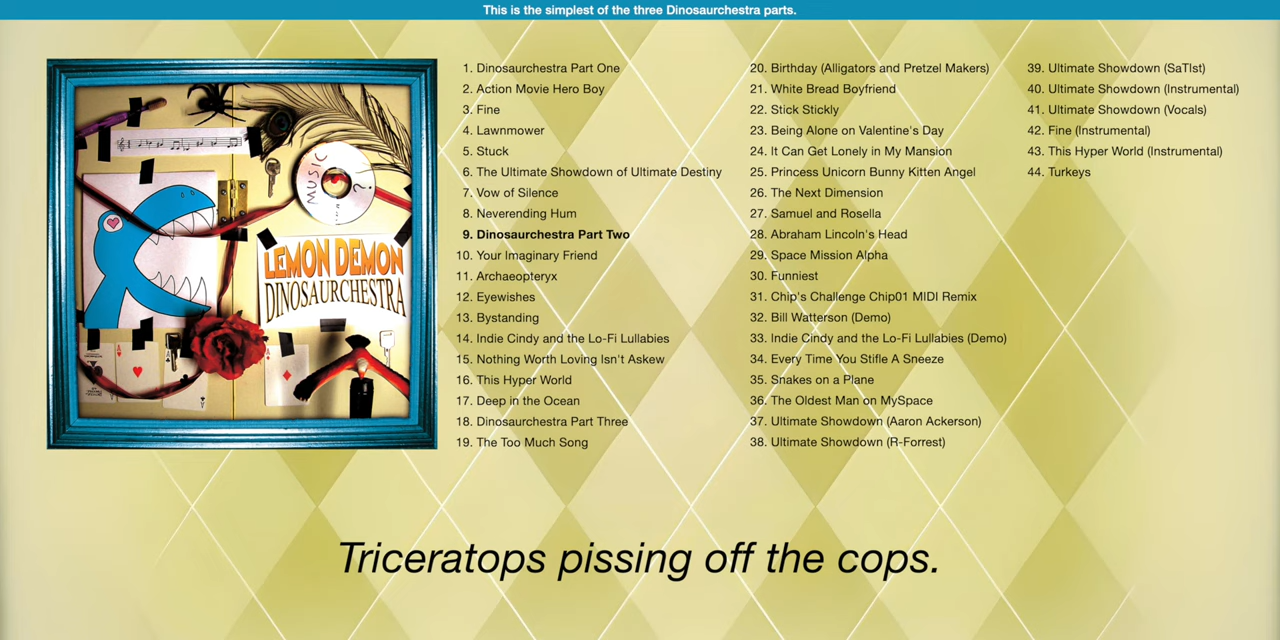 This is the simplest of the three Dinosaurchestra parts.
MUSIC
LEMON DEMON
DINOSAURCHESTRA
1. Dinosaurchestra Part One
2. Action Movie Hero Boy
3. Fine
4. Lawnmower
5. Stuck
6. The Ultimate Showdown of Ultimate Destiny
7. Vow of Silence
8. Neverending Hum
9. Dinosaurchestra Part Two
10. Your Imaginary Friend
11. Archaeopteryx
12. Eyewishes
13. Bystanding
14. Indie Cindy and the Lo-Fi Lullabies
15. Nothing Worth Loving Isn't Askew
16. This Hyper World
17. Deep in the Ocean
18. Dinosaurchestra Part Three
19. The Too Much Song
20. Birthday (Alligators and Pretzel Makers)
21. White Bread Boyfriend
22. Stick Stickly
23. Being Alone on Valentine's Day
24. It Can Get Lonely in My Mansion
25. Princess Unicorn Bunny Kitten Angel
26. The Next Dimension
27. Samuel and Rosella
28. Abraham Lincoln's Head
29. Space Mission Alpha
30. Funniest
31. Chip's Challenge Chip01 MIDI Remix
32. Bill Watterson (Demo)
33. Indie Cindy and the Lo-Fi Lullabies (Demo)
34. Every Time You Stifle A Sneeze
35. Snakes on a Plane
36. The Oldest Man on MySpace
37. Ultimate Showdown (Aaron Ackerson)
38. Ultimate Showdown (R-Forrest)
39. Ultimate Showdown (SaTIst)
40. Ultimate Showdown (Instrumental)
41. Ultimate Showdown (Vocals)
42. Fine (Instrumental)
43. This Hyper World (Instrumental)
44. Turkeys
Triceratops pissing off the cops.